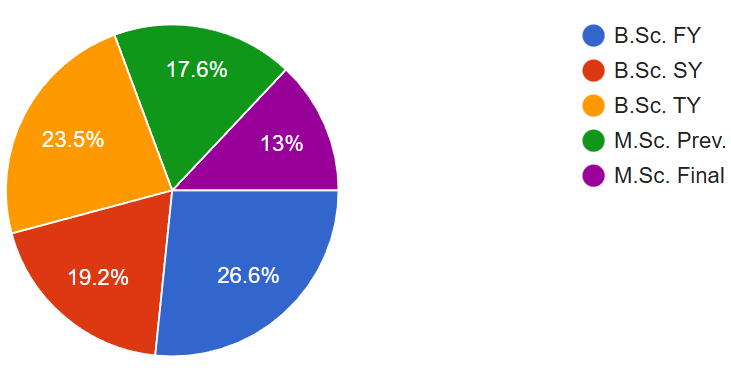 17.6%
13%
23.5%
19.2%
26.6%
B.Sc. FY
B.Sc. SY
B.Sc. TY
M.Sc. Prev.
M.Sc. Final